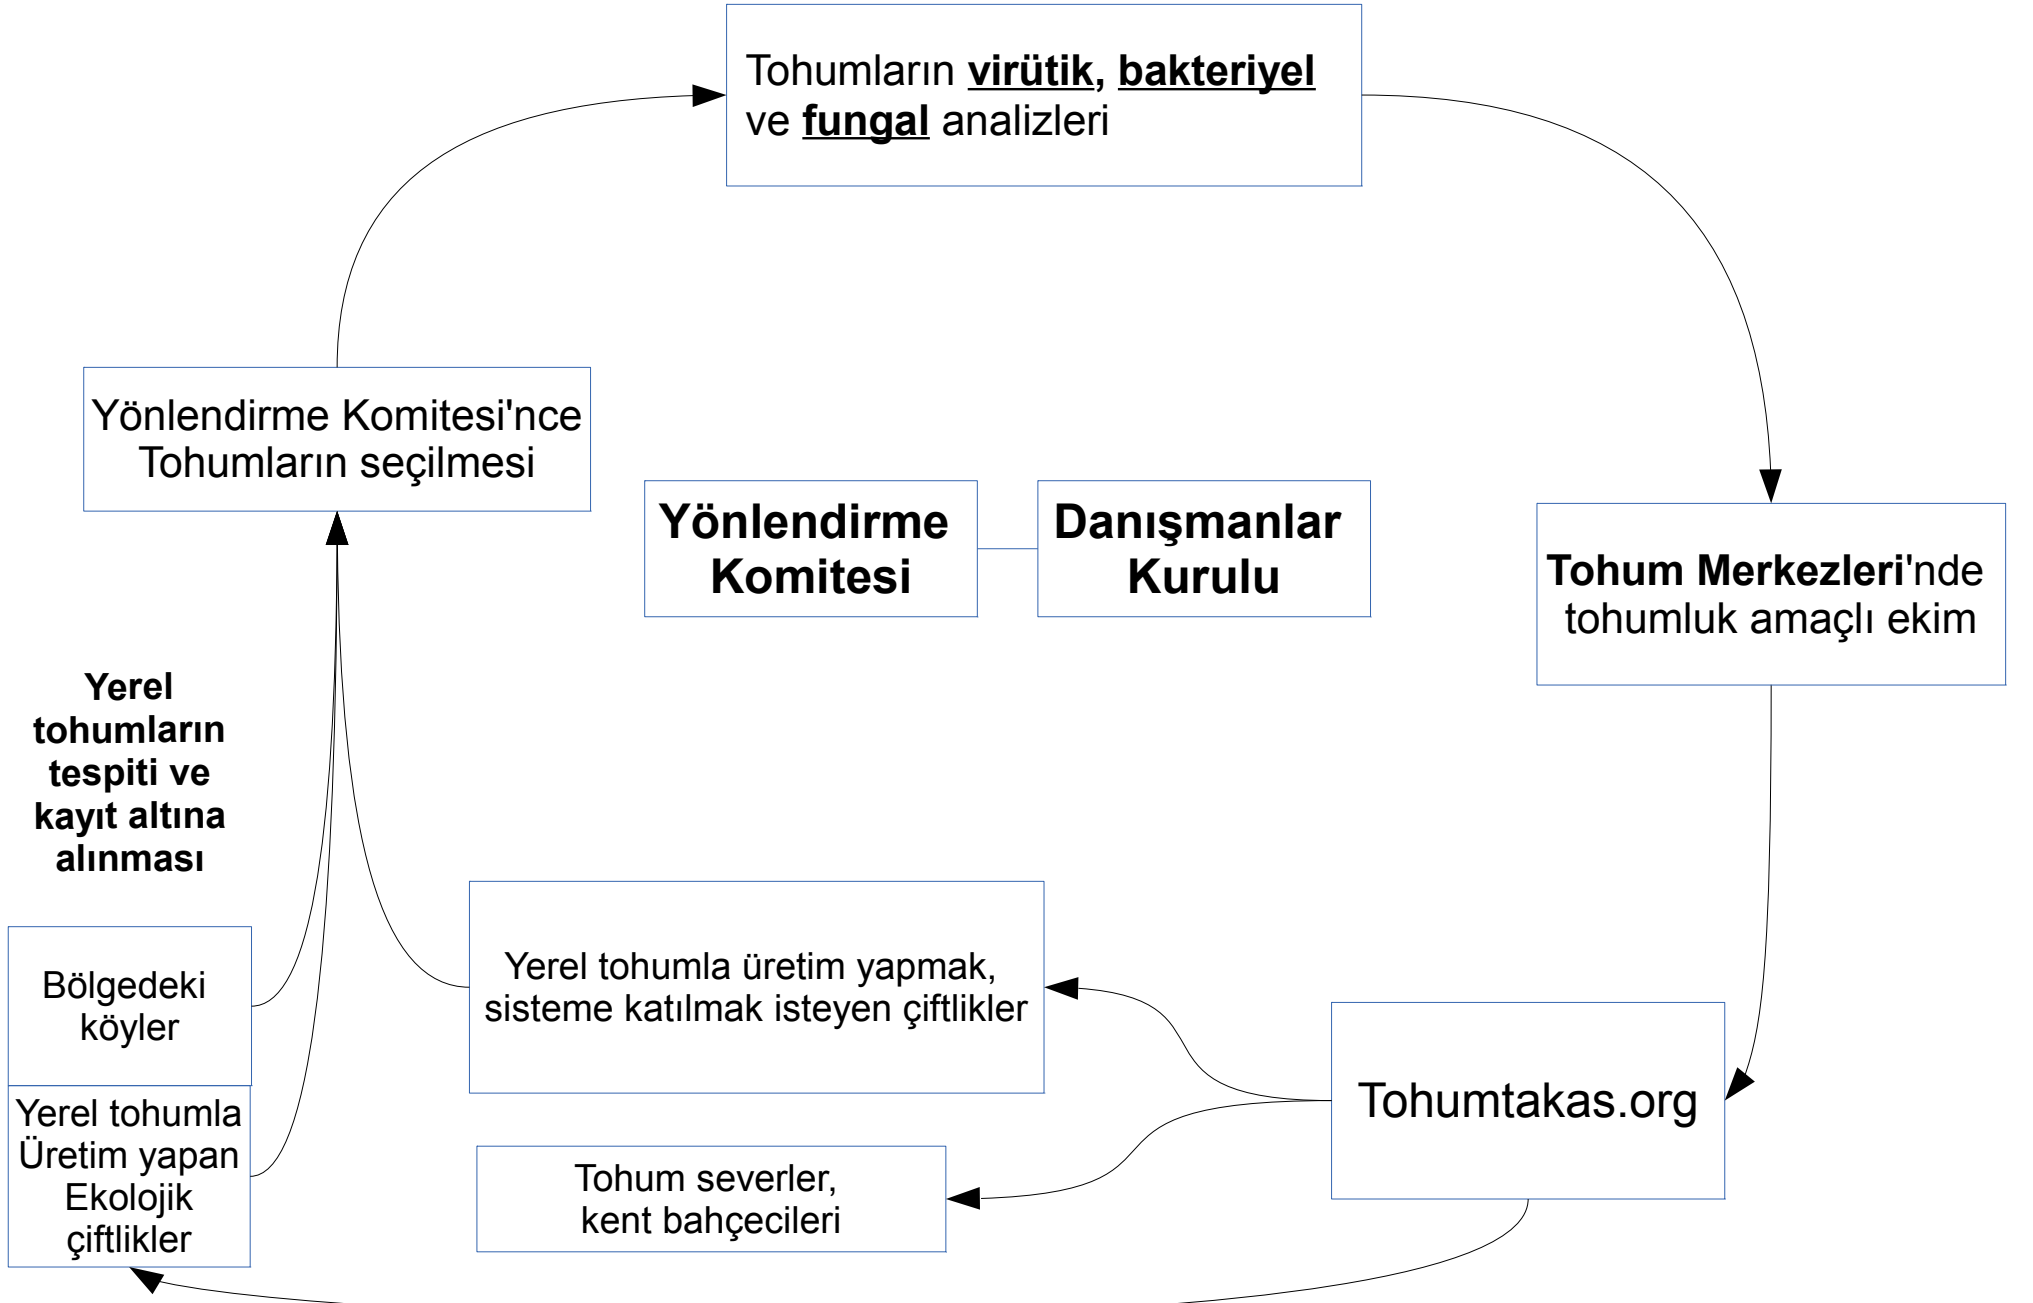 Tohumların virütik, bakteriyel
ve fungal analizleri
Yönlendirme Komitesi'nce
Tohumların seçilmesi
Yönlendirme
Komitesi
Danışmanlar
Kurulu
Tohum Merkezleri'nde
tohumluk amaçlı ekim
Yerel
tohumların
tespiti ve
kayıt altına
alınması
Bölgedeki
köyler
Yerel tohumla
Üretim yapan
Ekolojik
çiftlikler
Yerel tohumla üretim yapmak,
sisteme katılmak isteyen çiftlikler
Tohum severler,
kent bahçecileri
Tohumtakas.org